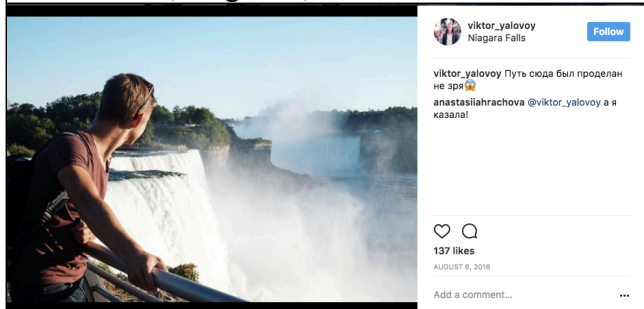 viktor_yalovoy
Niagara Falls
Follow
viktor_yalovoy Путь сюда был проделан
не зря😱
anastasiiahrachova @viktor_yalovoy а я
казала!
137 likes
AUGUST 6, 2016
Add a comment...